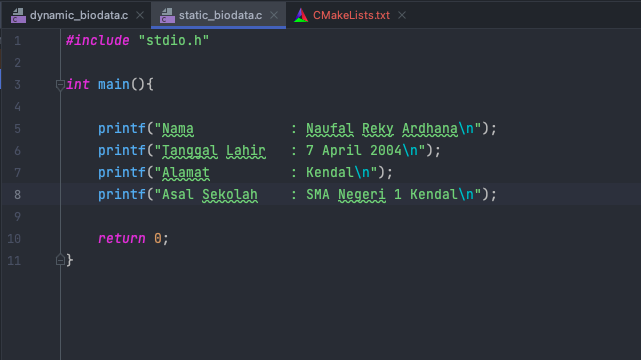 dynamic_biodata.c static_biodata.c CMakeLists.txt
1 #include "stdio.h"
2
3 int main(){
4
5 printf("Nama : Naufal Reky Ardhana\n");
6 printf("Tanggal Lahir : 7 April 2004\n");
7 printf("Alamat : Kendal\n");
8 printf("Asal Sekolah : SMA Negeri 1 Kendal\n");
9
10 return 0;
11 }